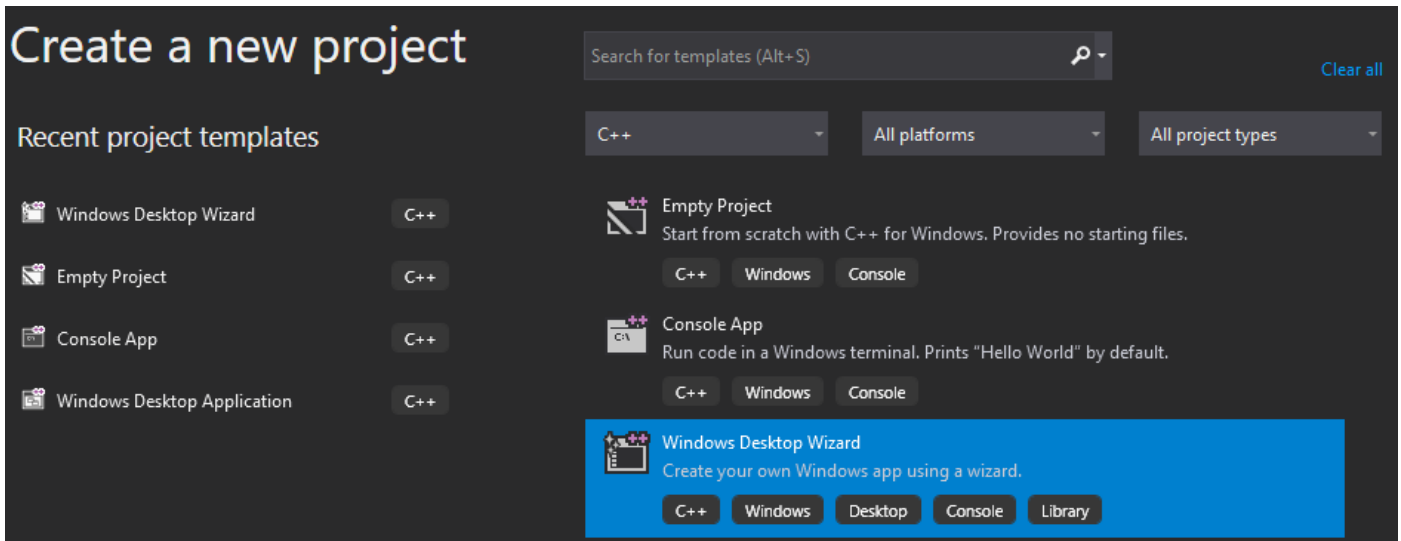 Create a new project
Search for templates (Alt+S)
Clear all
Recent project templates
C++
All platforms
All project types
Windows Desktop Wizard C++
Empty Project C++
Console App C++
Windows Desktop Application C++
Empty Project
Start from scratch with C++ for Windows. Provides no starting files.
C++ Windows Console
C:\
Console App
Run code in a Windows terminal. Prints "Hello World" by default.
C++ Windows Console
Windows Desktop Wizard
Create your own Windows app using a wizard.
C++ Windows Desktop Console Library